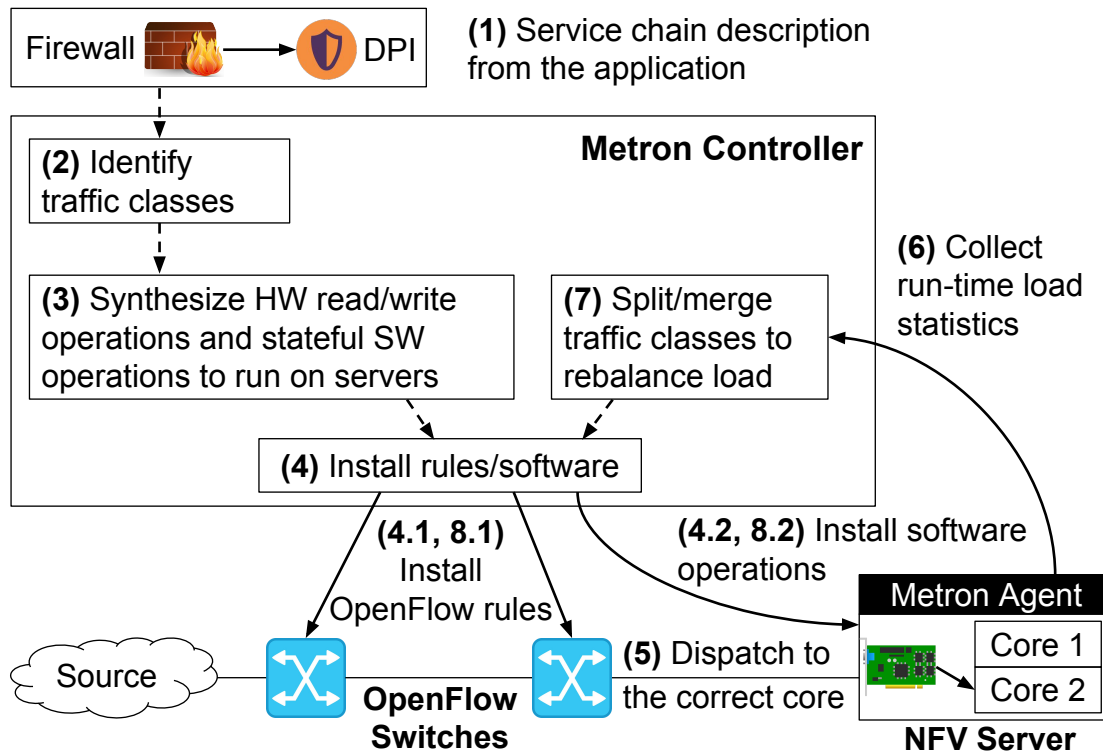 Firewall
DPI
(1) Service chain description
from the application
Metron Controller
(2) Identify
traffic classes
(3) Synthesize HW read/write
operations and stateful SW
operations to run on servers
(7) Split/merge
traffic classes to
rebalance load
(6) Collect
run-time load
statistics
(4) Install rules/software
(4.1, 8.1)
Install
OpenFlow rules
(4.2, 8.2) Install software
operations
Metron Agent
Core 1
Core 2
NFV Server
Source
OpenFlow
Switches
(5) Dispatch to
the correct core